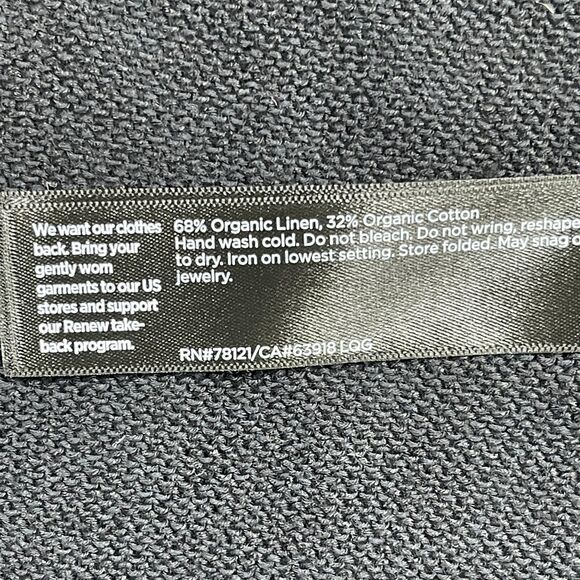 We want our clothes
back. Bring your
gently worn
garments to our US
stores and support
our Renew take-
back program.
68% Organic Linen, 32% Organic Cotton
Hand wash cold. Do not bleach. Do not wring, reshape
to dry. Iron on lowest setting. Store folded. May snag
jewelry.
RN#78121/CA#63918 LQG